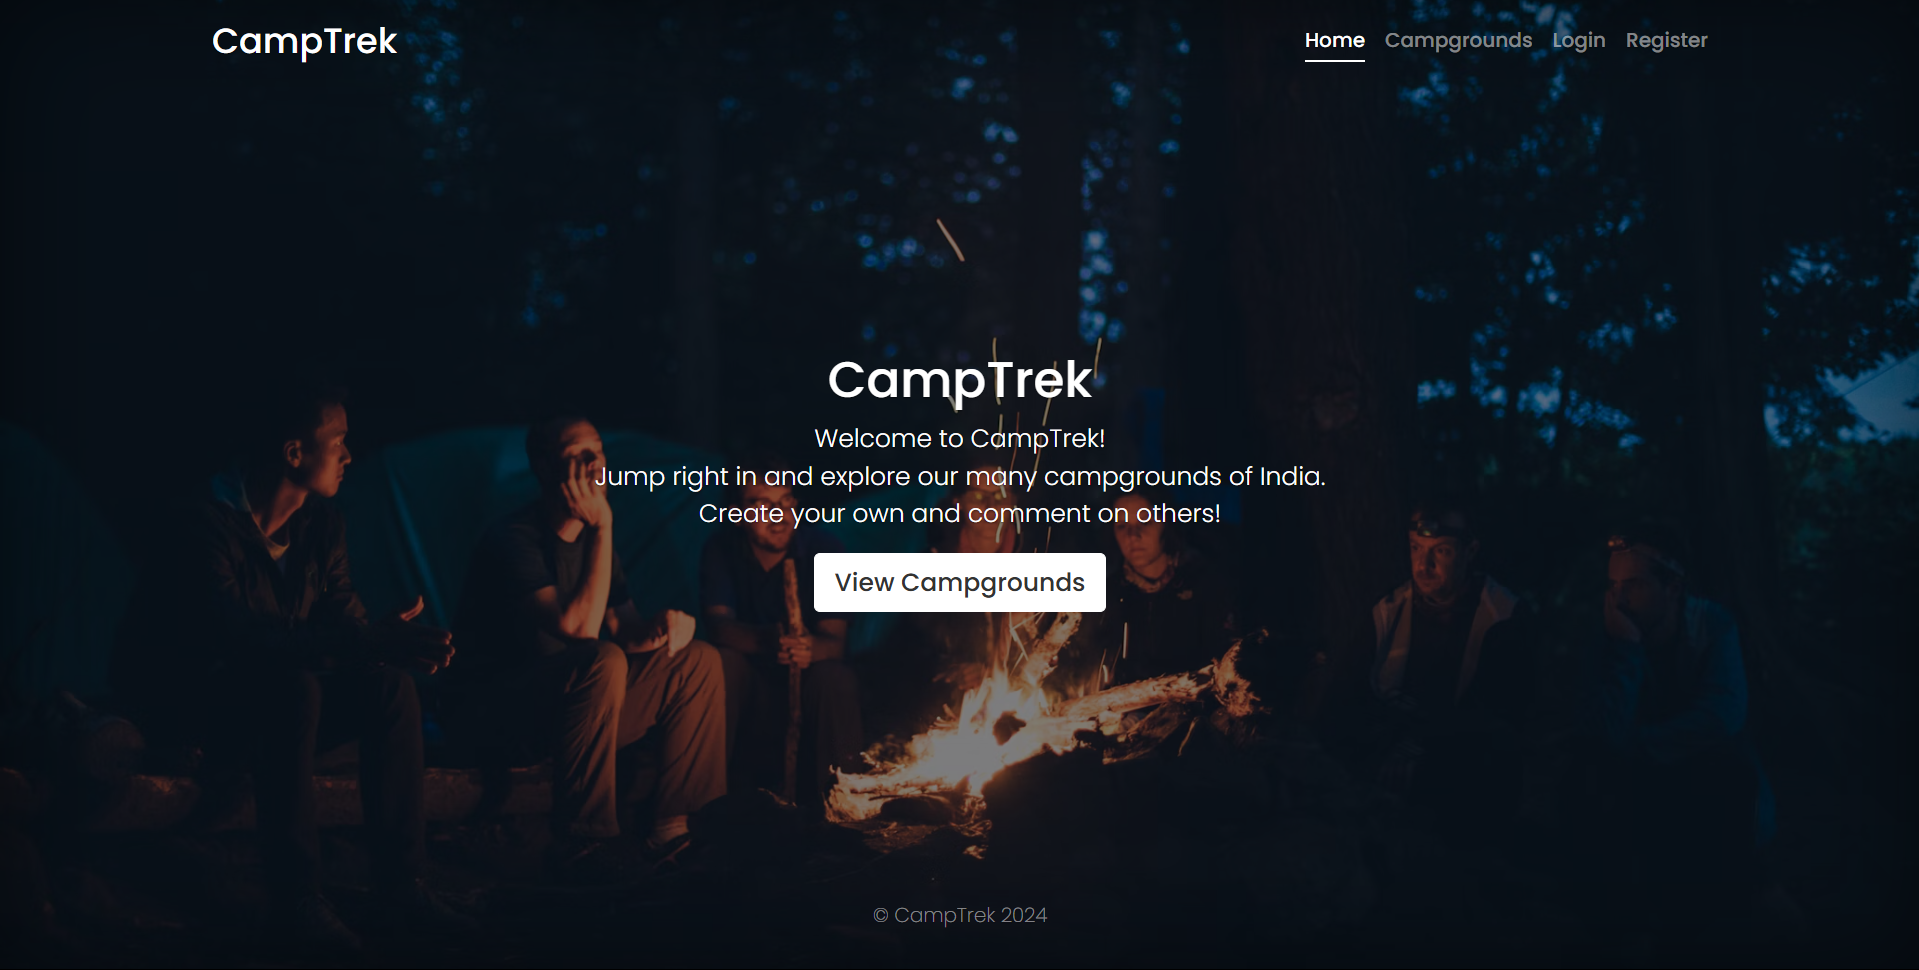 CampTrek
Home Campgrounds Login Register
CampTrek
Welcome to CampTrek!
Jump right in and explore our many campgrounds of India.
Create your own and comment on others!
View Campgrounds
© CampTrek 2024